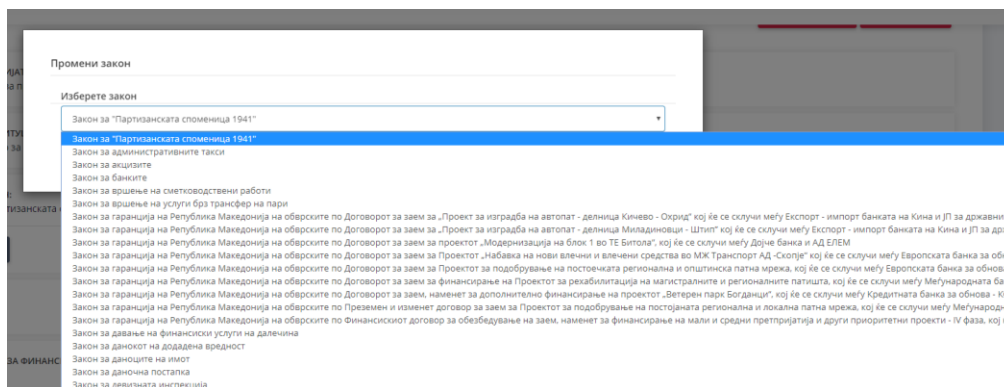 Промени закон
Изберете закон
Закон за "Партизанската споменица 1941"
Закон за "Партизанската споменица 1941"
Закон за административните такси
Закон за акцизите
Закон за банките
Закон за вршење на сметководствени работи
Закон за вршење на услуги брз трансфер на пари
Закон за гаранција на Република Македонија на обврските по Договорот за заем за „Проект за изградба на автопат - делница Кичево - Охрид" кој ќе се склучи меѓу Експорт - импорт банката на Кина и ЈП за државни
Закон за гаранција на Република Македонија на обврските по Договорот за заем за „Проект за изградба на автопат - делница Миладиновци - Штип" кој ќе се склучи меѓу Експорт - импорт банката на Кина и ЈП за др
Закон за гаранција на Република Македонија на обврските по Договорот за заем за проектот „Модернизација на блок 1 во ТЕ Битола", кој ќе се склучи меѓу Дојче банка и АД ЕЛЕМ
Закон за гаранција на Република Македонија на обврските по Договорот за заем за Проектот „Набавка на нови влечни и влечени средства во МЖ Транспорт АД -Скопје" кој ќе се склучи меѓу Европската банка за об
Закон за гаранција на Република Македонија на обврските по Договорот за заем за Проектот за подобрување на постоечката регионална и општинска патна мрежа, кој ќе се склучи меѓу Европската банка за обнова
Закон за гаранција на Република Македонија на обврските по Договорот за заем за финансирање на Проектот за рехабилитација на магистралните и регионалните патишта, кој ќе се склучи меѓу Меѓународната ба
Закон за гаранција на Република Македонија на обврските по Договорот за заем, наменет за дополнително финансирање на проектот „Ветерен парк Богданци", кој ќе се склучи меѓу Кредитната банка за обнова - К
Закон за гаранција на Република Македонија на обврските по Преземен и изменет договор за заем за Проектот за подобрување на постојаната регионална и локална патна мрежа, кој ќе се склучи меѓу Меѓународн
Закон за гаранција на Република Македонија на обврските по Финансискиот договор за обезбедување на заем, наменет за финансирање на мали и средни претпријатија и други приоритетни проекти - IV фаза, кој
Закон за давање на финансиски услуги на далечина
Закон за данокот на додадена вредност
Закон за даноците на имот
Закон за даночна постапка
Закон за девизната инспекција
ЗА ФИНАНС